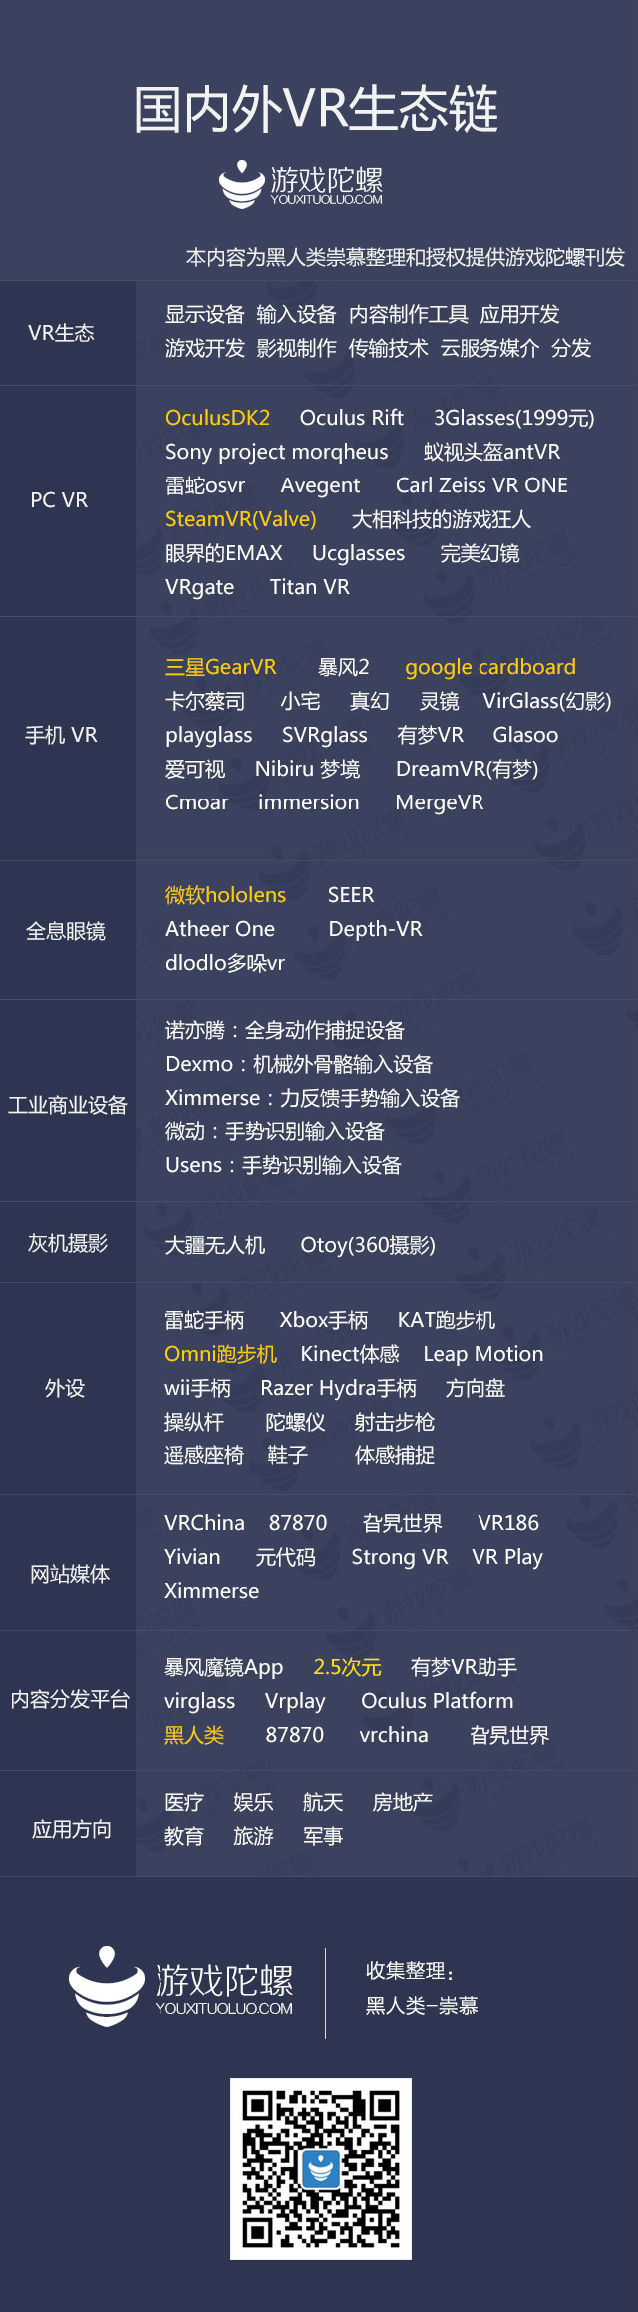 国内外VR生态链
游戏陀螺
YOUXITUOLUO.COM
本内容为黑人类崇慕整理和授权提供游戏陀螺刊发
VR生态
显示设备 输入设备 内容制作工具 应用开发
游戏开发 影视制作 传输技术 云服务媒介 分发
PC VR
OculusDK2 Oculus Rift 3Glasses(1999元)
Sony project morqheus 蚁视头盔antVR
雷蛇osvr Avegent Carl Zeiss VR ONE
SteamVR(Valve) 大相科技的游戏狂人
眼界的EMAX Ucglasses 完美幻镜
VRgate Titan VR
手机 VR
三星GearVR 暴风2 google cardboard
卡尔蔡司 小宅 真幻 灵镜 VirGlass(幻影)
playglass SVRglass 有梦VR Glasoo
爱可视 Nibiru 梦境 DreamVR(有梦)
Cmoar immersion MergeVR
全息眼镜
微软hololens SEER
Atheer One Depth-VR
dlodlo多哚vr
工业商业设备
诺亦腾：全身动作捕捉设备
Dexmo：机械外骨骼输入设备
Ximmerse：力反馈手势输入设备
微动：手势识别输入设备
Usens：手势识别输入设备
灰机摄影
大疆无人机 Otoy(360摄影)
外设
雷蛇手柄 Xbox手柄 KAT跑步机
Omni跑步机 Kinect体感 Leap Motion
wii手柄 Razer Hydra手柄 方向盘
操纵杆 陀螺仪 射击步枪
遥感座椅 鞋子 体感捕捉
网站媒体
VRChina 87870 旮旯世界 VR186
Yivian 元代码 Strong VR VR Play
Ximmerse
内容分发平台
暴风魔镜App 2.5次元 有梦VR助手
virglass Vrplay Oculus Platform
黑人类 87870 vrchina 旮旯世界
应用方向
医疗 娱乐 航天 房地产
教育 旅游 军事
游戏陀螺
YOUXITUOLUO.COM
收集整理：
黑人类-崇慕